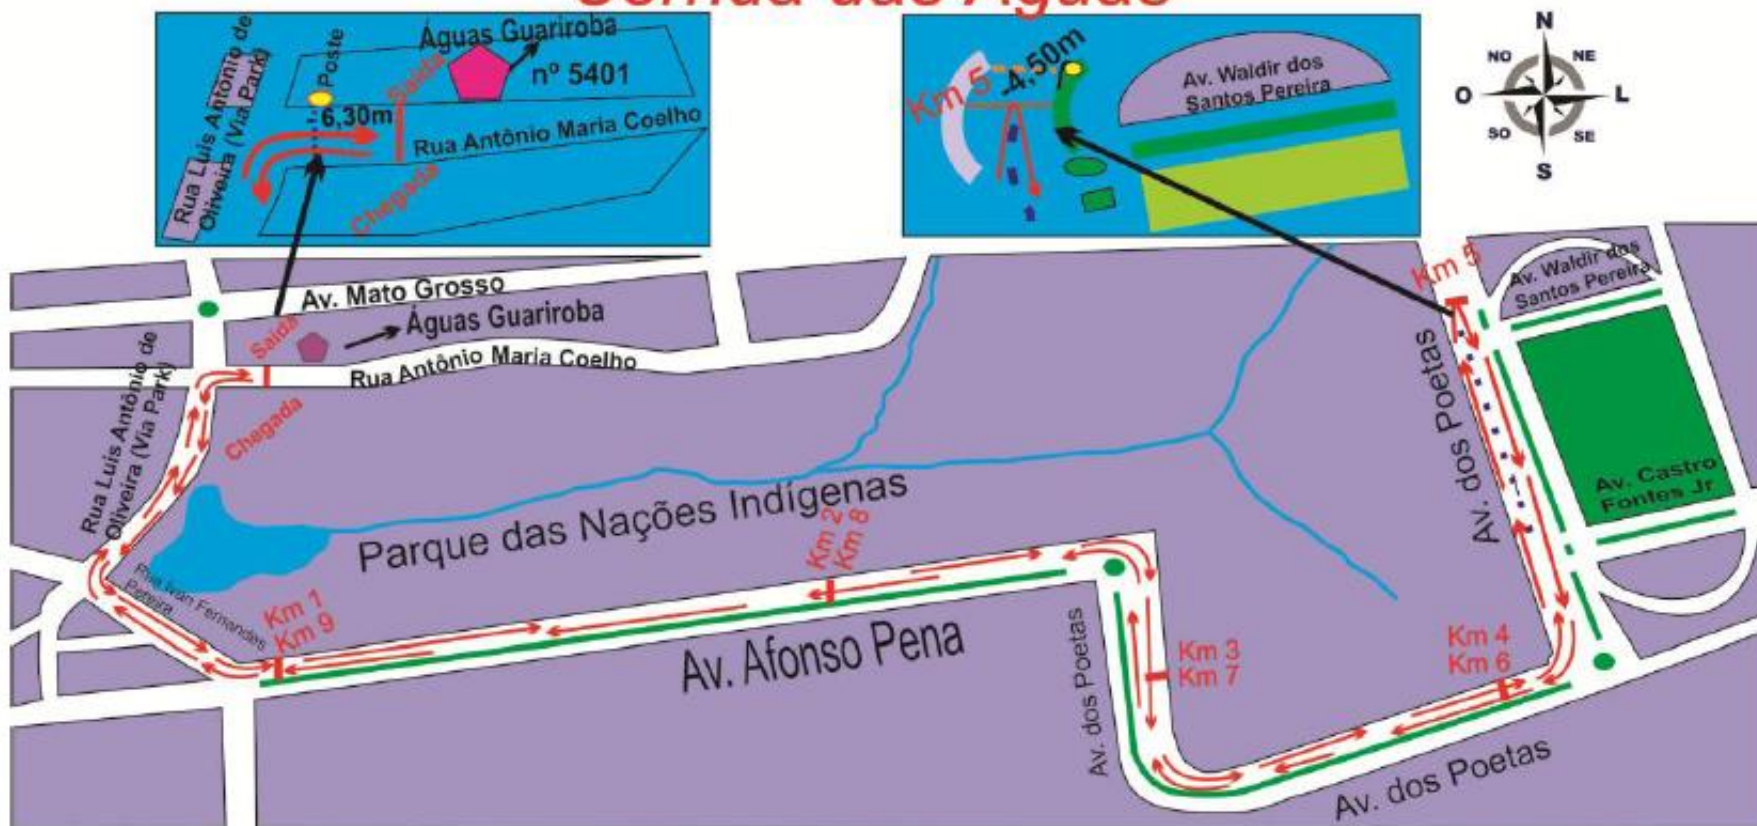 Corrida das Águas
Rua Luis Antônio de
Oliveira (Via Park)
Poste
6,30m
Águas Guariroba
nº 5401
Saída
Rua Antônio Maria Coelho
Chegada
Km 5
-4,50m
Av. Waldir dos
Santos Pereira
N
NO
NE
O
L
SO
SE
S
Av. Mato Grosso
Águas Guariroba
Saída
Rua Antônio Maria Coelho
Rua Luis Antônio de
Oliveira (Via Park)
Chegada
Km 5
Av. Waldir dos
Santos Pereira
Av. dos Poetas
Av. Castro
Fontes Jr
Parque das Nações Indígenas
Km 2
Km 8
Rua Ivan Fernandes
Pereira
Km 1
Km 9
Av. Afonso Pena
Av. dos Poetas
Km 3
Km 7
Km 4
Km 6
Av. dos Poetas